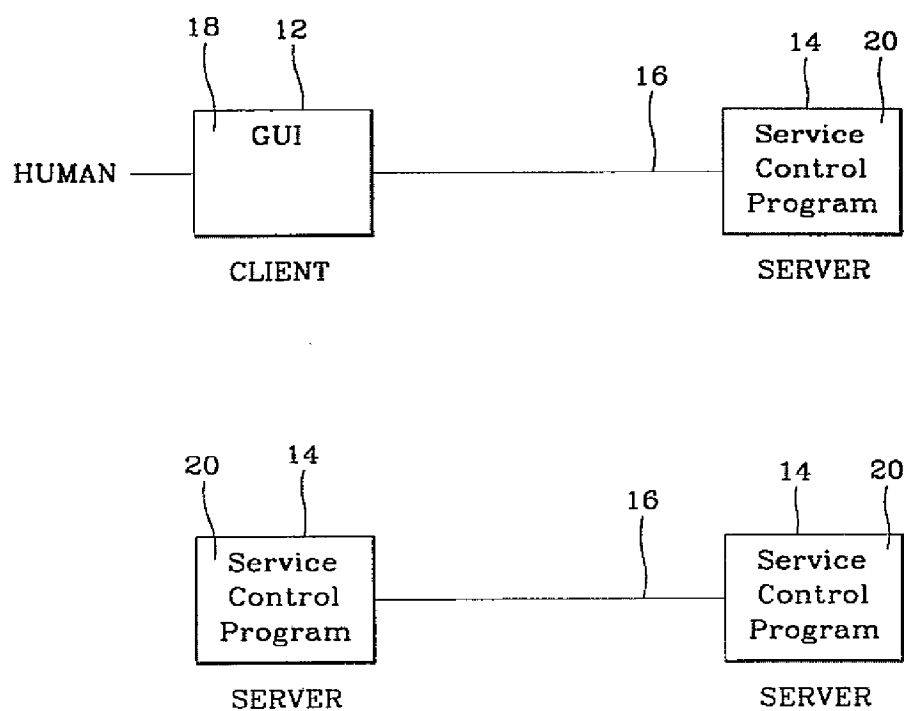 18 12 14 20
16
GUI
HUMAN
Service
Control
Program
CLIENT
SERVER
20 14 14 20
16
Service
Control
Program
Service
Control
Program
SERVER
SERVER